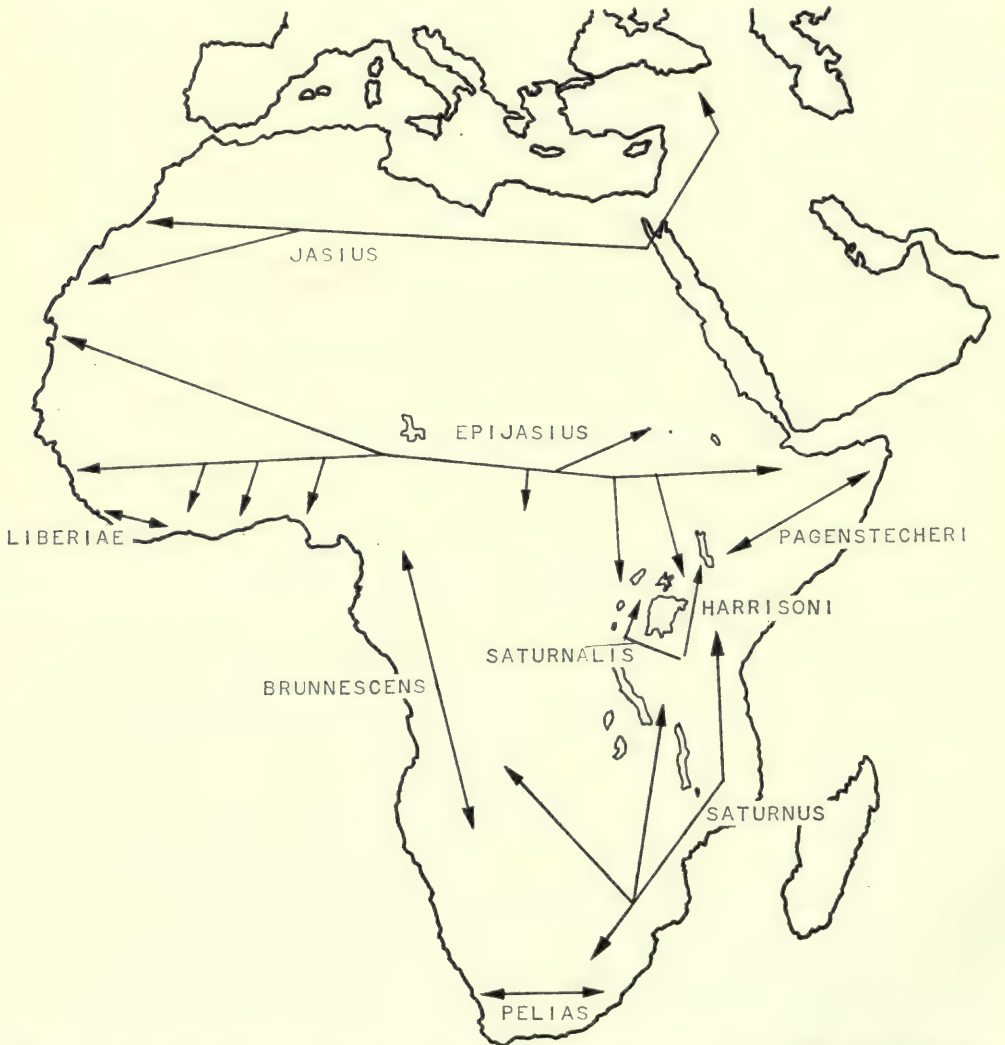 JASIUS
EPIJASIUS
LIBERIAE
PAGENSTECHERI
HARRISONI
SATURNALIS
BRUNNESCENS
SATURNUS
PELIAS